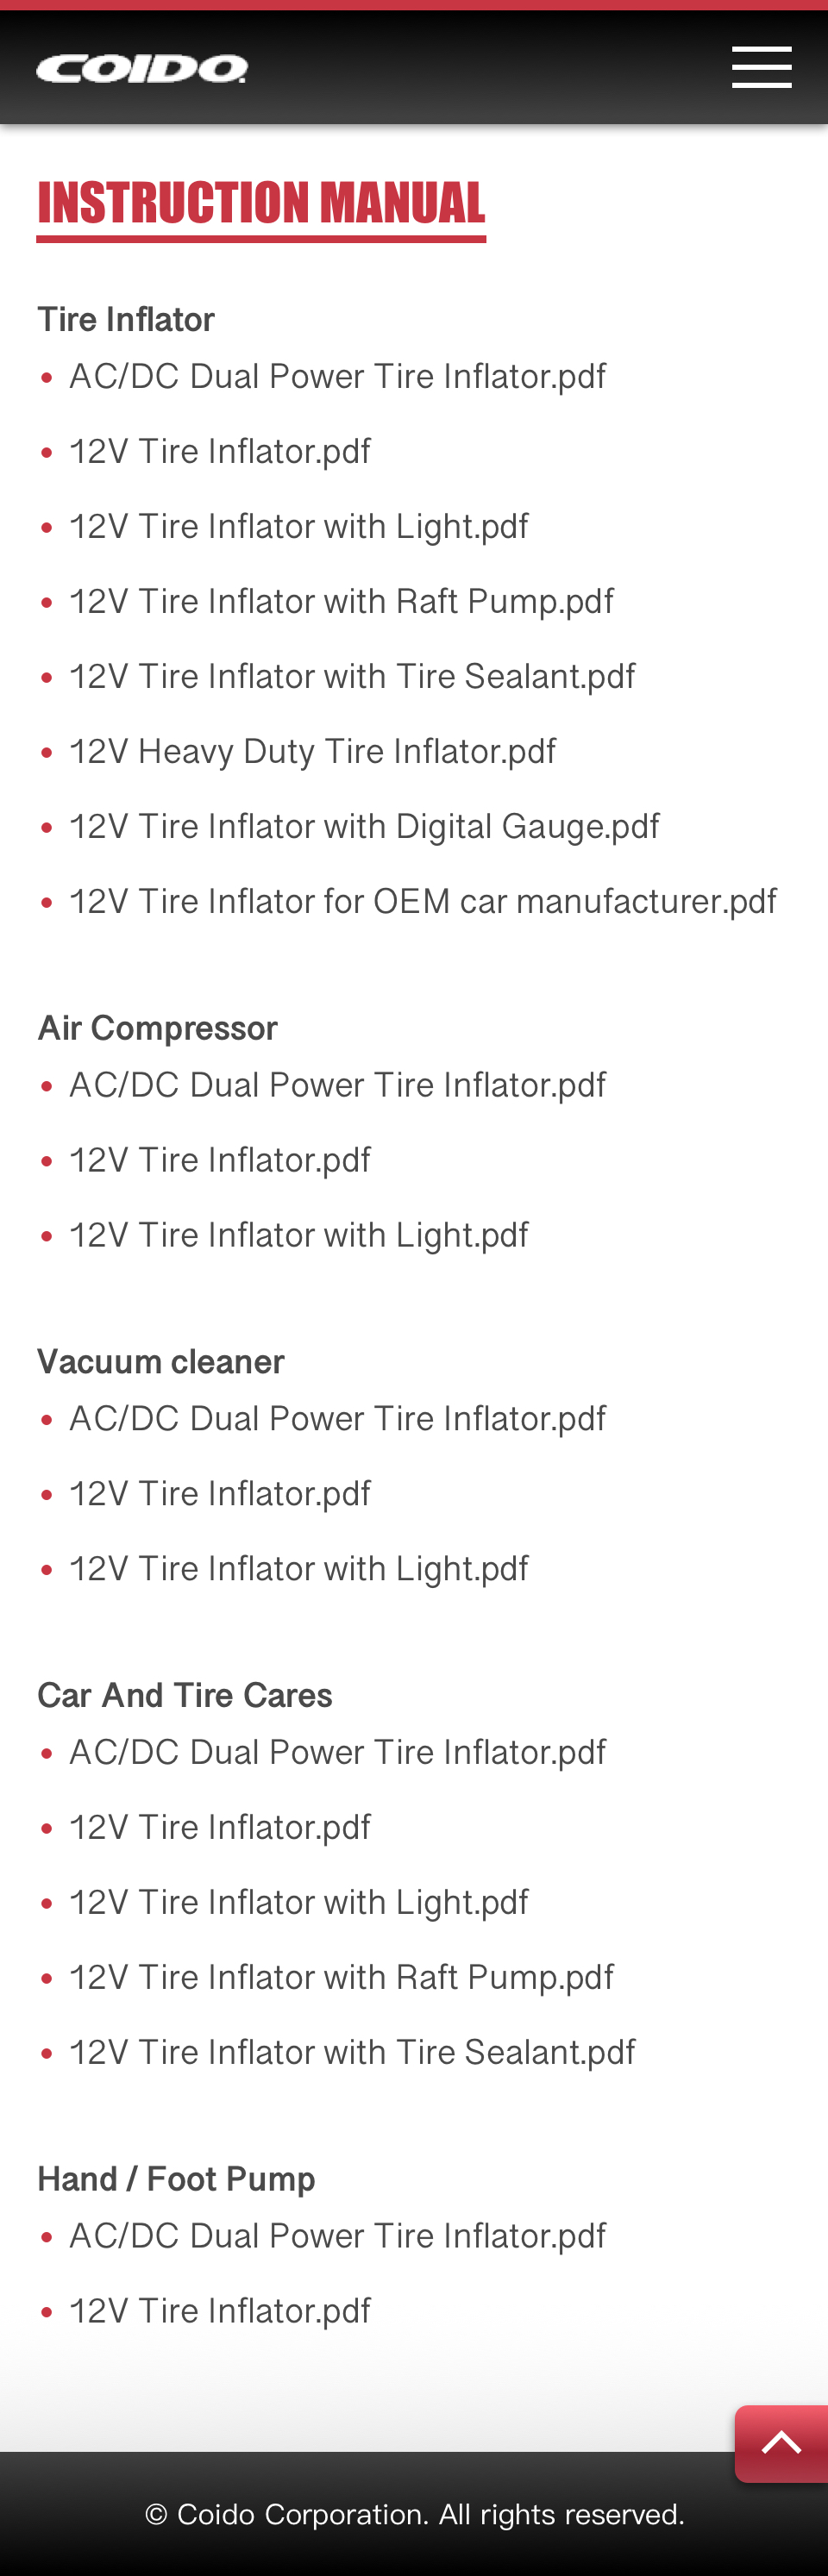 COIDO.
INSTRUCTION MANUAL
Tire Inflator
• AC/DC Dual Power Tire Inflator.pdf
• 12V Tire Inflator.pdf
• 12V Tire Inflator with Light.pdf
• 12V Tire Inflator with Raft Pump.pdf
• 12V Tire Inflator with Tire Sealant.pdf
• 12V Heavy Duty Tire Inflator.pdf
• 12V Tire Inflator with Digital Gauge.pdf
• 12V Tire Inflator for OEM car manufacturer.pdf
Air Compressor
• AC/DC Dual Power Tire Inflator.pdf
• 12V Tire Inflator.pdf
• 12V Tire Inflator with Light.pdf
Vacuum cleaner
• AC/DC Dual Power Tire Inflator.pdf
• 12V Tire Inflator.pdf
• 12V Tire Inflator with Light.pdf
Car And Tire Cares
• AC/DC Dual Power Tire Inflator.pdf
• 12V Tire Inflator.pdf
• 12V Tire Inflator with Light.pdf
• 12V Tire Inflator with Raft Pump.pdf
• 12V Tire Inflator with Tire Sealant.pdf
Hand / Foot Pump
• AC/DC Dual Power Tire Inflator.pdf
• 12V Tire Inflator.pdf
© Coido Corporation. All rights reserved.